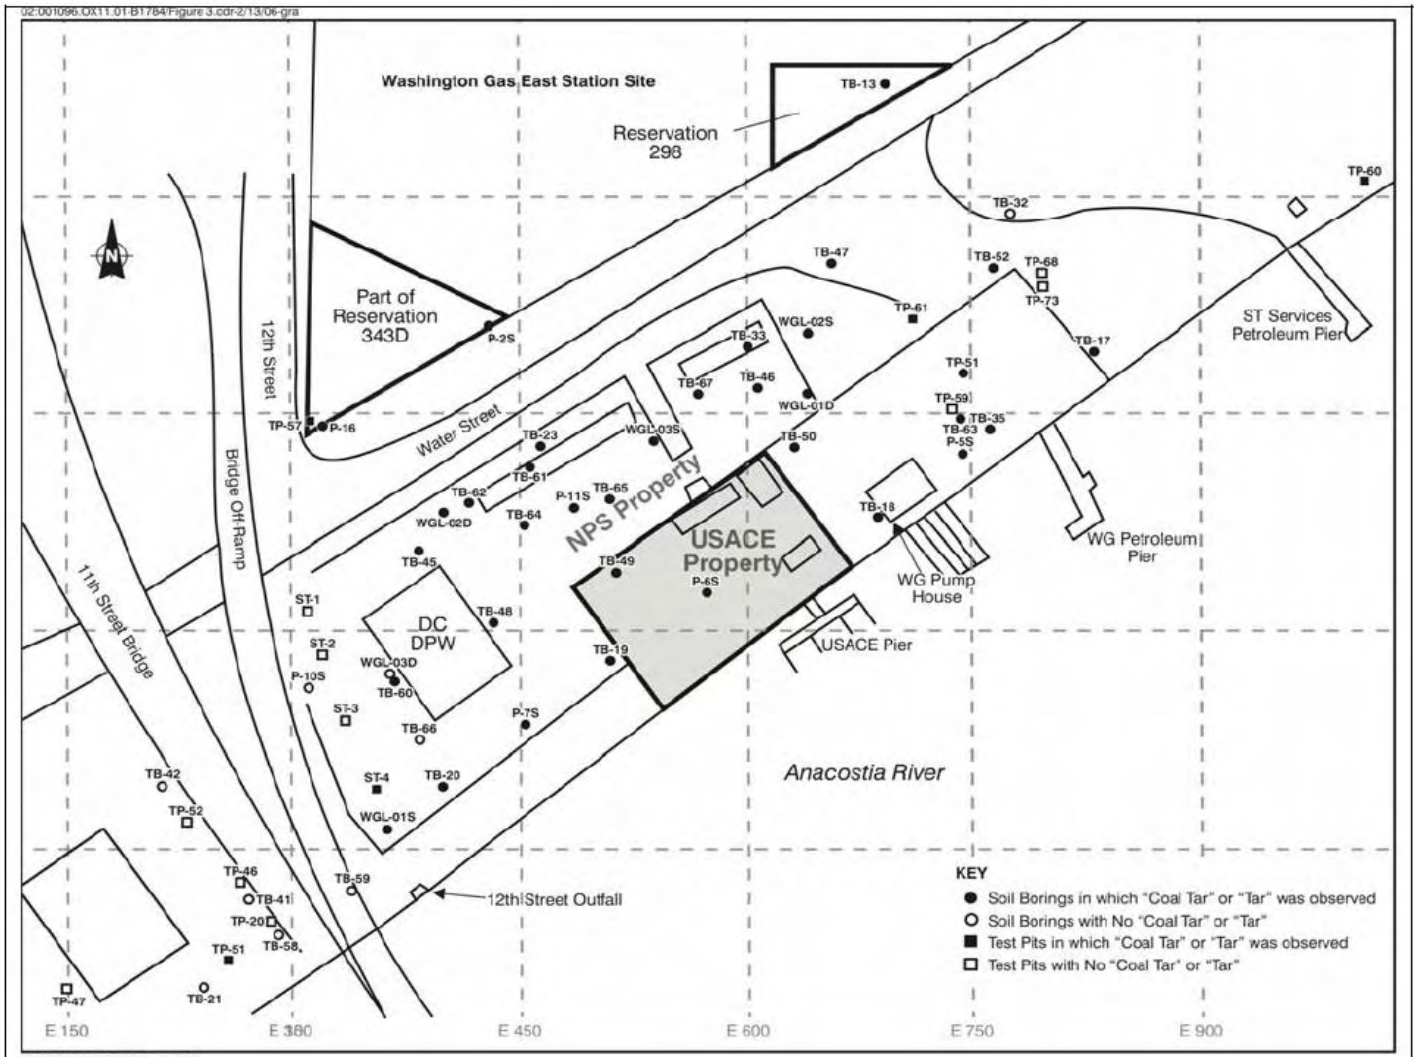 02:001096.OX11.01-B1784/Figure 3.cdr-2/13/06-gra
Washington Gas East Station Site
TB-13
Reservation
298
TP-60
TB-32
N
TB-47
TB-52
TP-68
TP-73
Part of
Reservation
343D
P-2S
TP-61
ST Services
Petroleum Pier
12th Street
WGL-02S
TB-33
TB-17
TP-51
TB-67
TB-46
WGL-01D
TP-59
TB-35
TB-63
P-5S
TP-57
P-16
Water Street
TB-23
WGL-03S
TB-50
TB-61
Bridge Off-Ramp
TB-62
WGL-02D
P-11S
TB-65
TB-64
NPS Property
TB-18
USACE
Property
WG Petroleum
Pier
TB-45
TB-49
P-6S
WG Pump
House
11th Street Bridge
ST-1
DC
DPW
TB-48
ST-2
USACE Pier
WGL-03D
TB-60
TB-19
P-10S
ST-3
P-7S
TB-66
Anacostia River
TB-42
ST-4
TB-20
TP-52
WGL-01S
TP-46
TB-41
TB-59
12th Street Outfall
TP-20
TB-58
TP-51
TP-47
TB-21
KEY
Soil Borings in which "Coal Tar" or "Tar" was observed
Soil Borings with No "Coal Tar" or "Tar"
Test Pits in which "Coal Tar" or "Tar" was observed
Test Pits with No "Coal Tar" or "Tar"
E 150
E 300
E 450
E 600
E 750
E 900